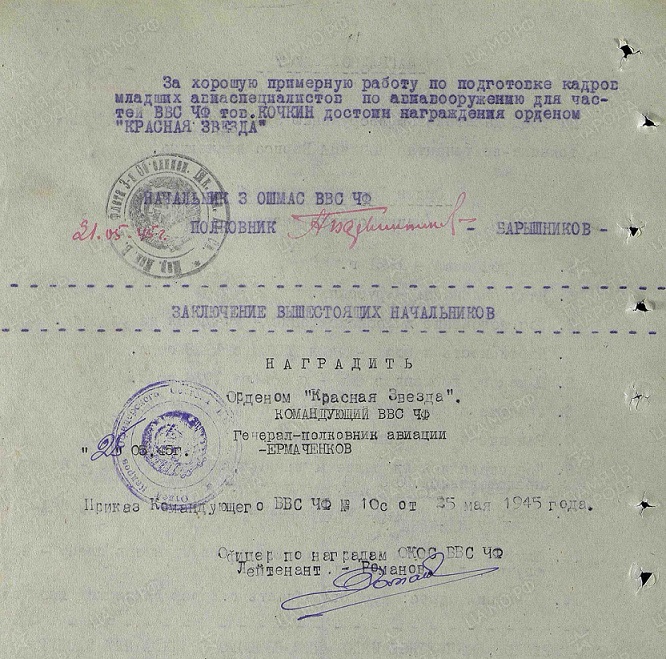 За хорошую примерную работу по подготовке кадров
младших авиаспециалистов по авиавооружению для час-
тей ВВС ЧФ тов.КОЧКИН достоин награждения орденом
"КРАСНАЯ ЗВЕЗДА"
НАЧАЛЬНИК 3 ОШМАС ВВС ЧФ
21.05.45г. ПОЛКОВНИК - БАРЫШНИКОВ -
ЗАКЛЮЧЕНИЕ ВЫШЕСТОЯЩИХ НАЧАЛЬНИКОВ
НАГРАДИТЬ
Орденом "Красная Звезда".
КОМАНДУЮЩИЙ ВВС ЧФ
Генерал-полковник авиации
"25 05.45г. -ЕРМАЧЕНКОВ
Приказ Командующего ВВС ЧФ № 10с от 25 мая 1945 года.
Офицер по наградам ОКОС ВВС ЧФ
Лейтенант - Романов